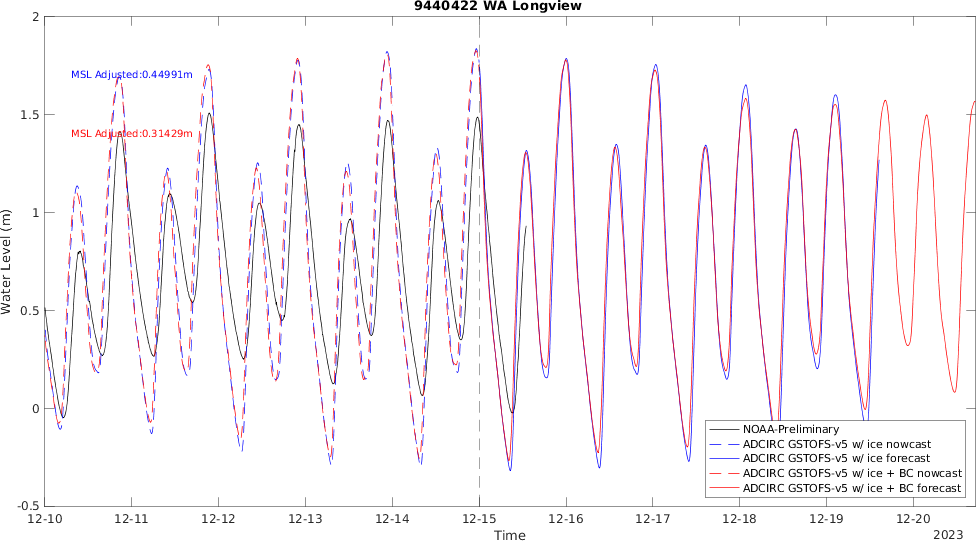 9440422 WA Longview
2
1.5
1
0.5
0
-0.5
Water Level (m)
MSL Adjusted:0.44991m
MSL Adjusted:0.31429m
NOAA-Preliminary
ADCIRC GSTOFS-v5 w/ ice nowcast
ADCIRC GSTOFS-v5 w/ ice forecast
ADCIRC GSTOFS-v5 w/ ice + BC nowcast
ADCIRC GSTOFS-v5 w/ ice + BC forecast
12-10 12-11 12-12 12-13 12-14 12-15 12-16 12-17 12-18 12-19 12-20
Time
2023